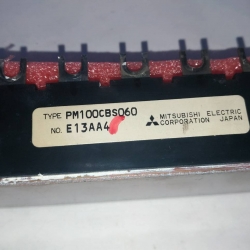 TYPE PM100CBS060
NO. E13AA4
MITSUBISHI ELECTRIC
CORPORATION JAPAN